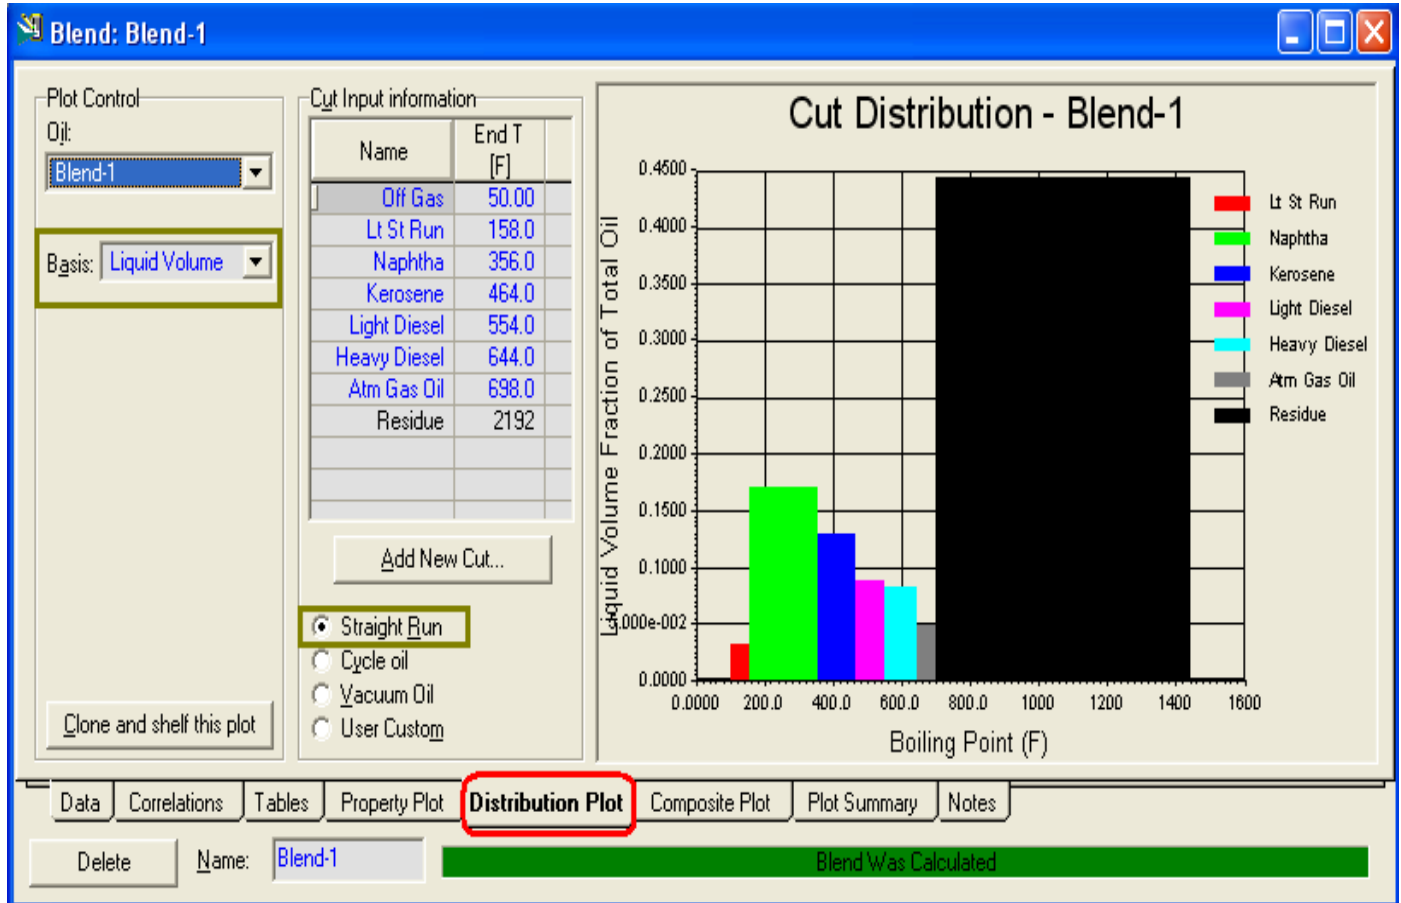 Blend: Blend-1
Plot Control
Oil:
Blend-1
Basis: Liquid Volume
Clone and shelf this plot
Cut Input information
Name End T [F]
Off Gas 50.00
Lt St Run 158.0
Naphtha 356.0
Kerosene 464.0
Light Diesel 554.0
Heavy Diesel 644.0
Atm Gas Oil 698.0
Residue 2192
Add New Cut...
Straight Run
Cycle oil
Vacuum Oil
User Custom
Cut Distribution - Blend-1
Liquid Volume Fraction of Total Oil
0.4500
0.4000
0.3500
0.3000
0.2500
0.2000
0.1500
0.1000
.000e-002
0.0000
0.0000 200.0 400.0 600.0 800.0 1000 1200 1400 1600
Boiling Point (F)
Lt St Run
Naphtha
Kerosene
Light Diesel
Heavy Diesel
Atm Gas Oil
Residue
Data Correlations Tables Property Plot Distribution Plot Composite Plot Plot Summary Notes
Delete Name: Blend-1 Blend Was Calculated